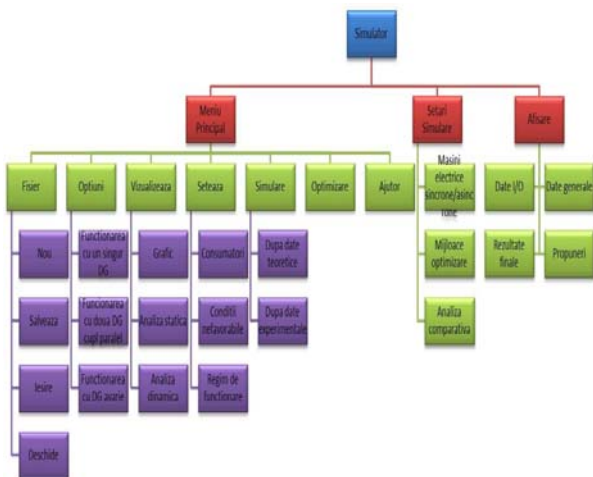 Simulator
Meniu
Principal
Setari
Simulare
Afisare
Fisier
Optiuni
Vizualizeaza
Seteaza
Simulare
Optimizare
Ajutor
Masini
electrice
sincrone/asinc
rone
Date I/O
Date generale
Nou
Functionarea
cu un singur
DG
Grafic
Consumatori
Dupa date
teoretice
Mijloace
optimizare
Rezultate
finale
Propuneri
Salveaza
Funcionarea
cu doua DG
cupl paralel
Analiza statica
Conditii
nefavorabile
Dupa date
experimentale
Analiza
comparativa
Iesire
Functionarea
cu DG avarie
Analiza
dinamica
Regim de
functionare
Deschide